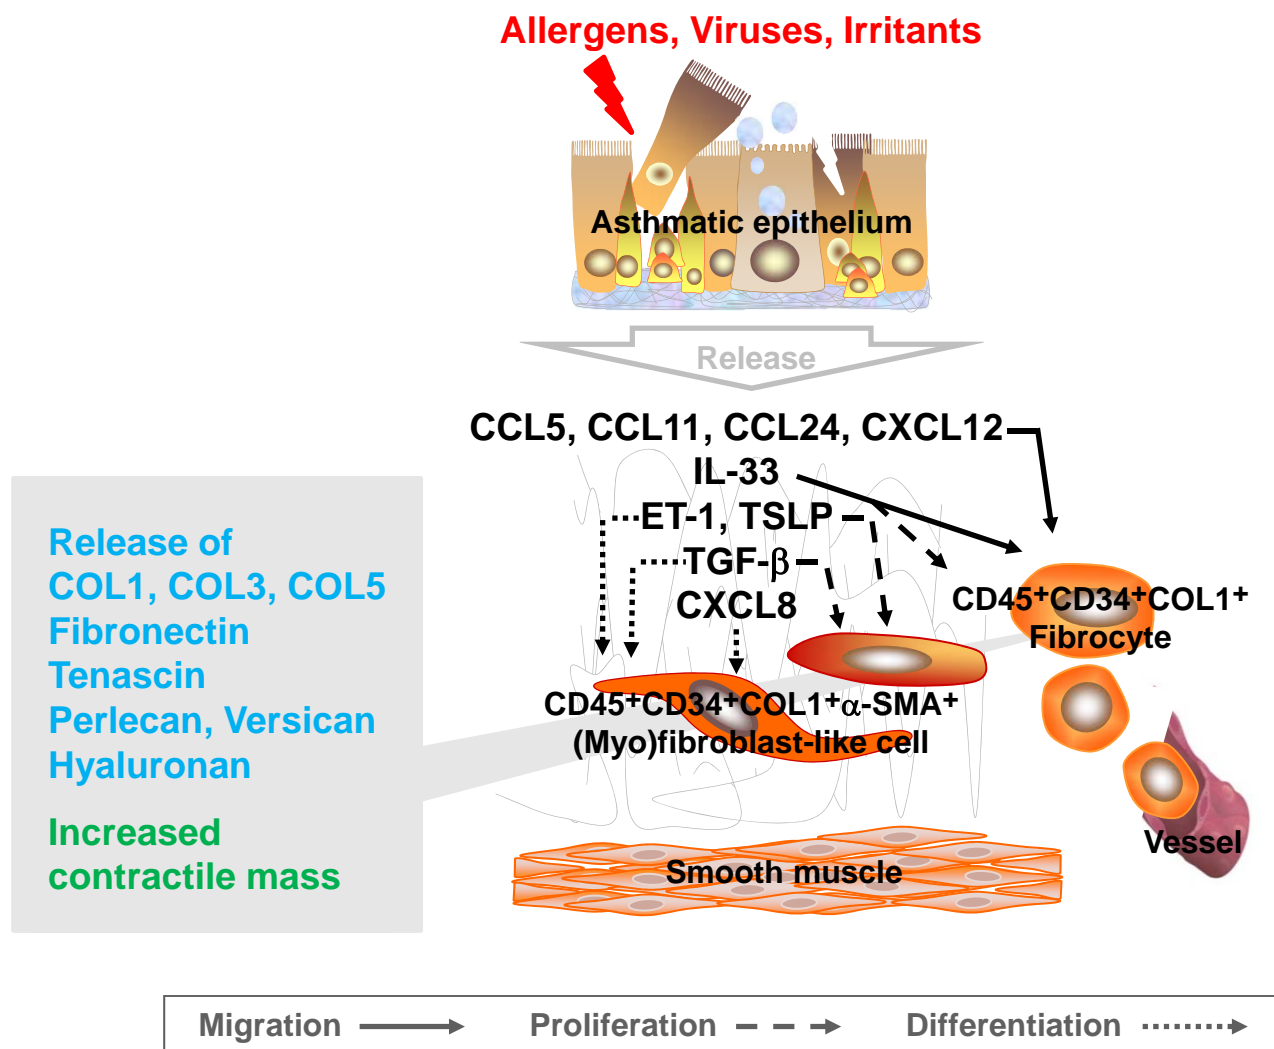 Allergens, Viruses, Irritants
Asthmatic epithelium
Release
CCL5, CCL11, CCL24, CXCL12
IL-33
ET-1, TSLP
TGF-β
CXCL8
CD45⁺CD34⁺COL1⁺
Fibrocyte
CD45⁺CD34⁺COL1⁺α-SMA⁺
(Myo)fibroblast-like cell
Release of
COL1, COL3, COL5
Fibronectin
Tenascin
Perlecan, Versican
Hyaluronan
Increased
contractile mass
Vessel
Smooth muscle
Migration
Proliferation
Differentiation